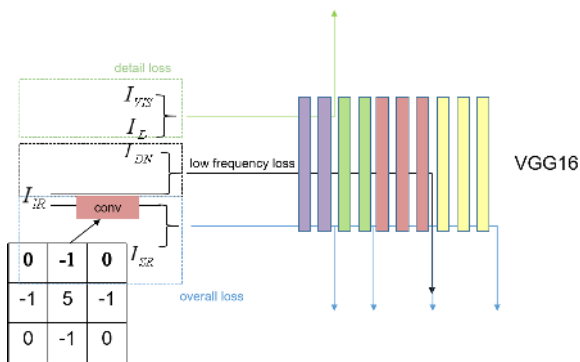 detail loss
I_VIS
I_L
I_DN
low frequency loss
VGG16
I_IR
conv
I_SR
0 -1 0
-1 5 -1
0 -1 0
overall loss